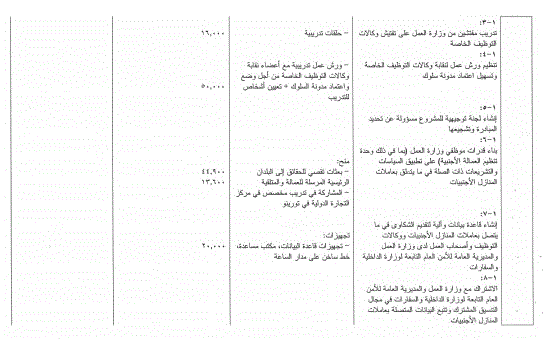 ١-٣:
تدريب مفتشين من وزارة العمل على تفتيش وكالات
التوظيف الخاصة
– حلقات تدريبية
١٦,٠٠٠
١-٤:
تنظيم ورش عمل لنقابة وكالات التوظيف الخاصة
وتسهيل اعتماد مدونة سلوك
– ورش عمل تدريبية مع أعضاء نقابة
وكالات التوظيف الخاصة من أجل وضع
واعتماد مدونة السلوك + تعيين أشخاص
للتدريب
٥٠,٠٠٠
١-٥:
إنشاء لجنة توجيهية للمشروع مسؤولة عن تحديد
المبادرة وتشجيعها
١-٦:
بناء قدرات موظفي وزارة العمل (بما في ذلك وحدة
تنظيم العمالة الأجنبية) على تطبيق السياسات
والتشريعات ذات الصلة في ما يتعلق بعاملات
المنازل الأجنبيات
منح:
– بعثات تقصي للحقائق إلى البلدان
الرئيسية المرسلة للعمالة والمتلقية
– المشاركة في تدريب مخصص في مركز
التجارة الدولية في تورينو
٤٤,٩٠٠
١٣,٦٠٠
١-٧:
إنشاء قاعدة بيانات وآلية لتقديم الشكاوى في ما
يتصل بعاملات المنازل الأجنبيات ووكالات
التوظيف وأصحاب العمل لدى وزارة العمل
والمديرية العامة للأمن العام التابعة لوزارة الداخلية
والسفارات
تجهيزات:
– تجهيزات قاعدة البيانات، مكتب مساعدة،
خط ساخن على مدار الساعة
٢٠,٠٠٠
١-٨:
الاشتراك مع وزارة العمل والمديرية العامة للأمن
العام التابعة لوزارة الداخلية والسفارات في مجال
التنسيق المشترك وتتبع البيانات المتصلة بعاملات
المنازل الأجنبيات